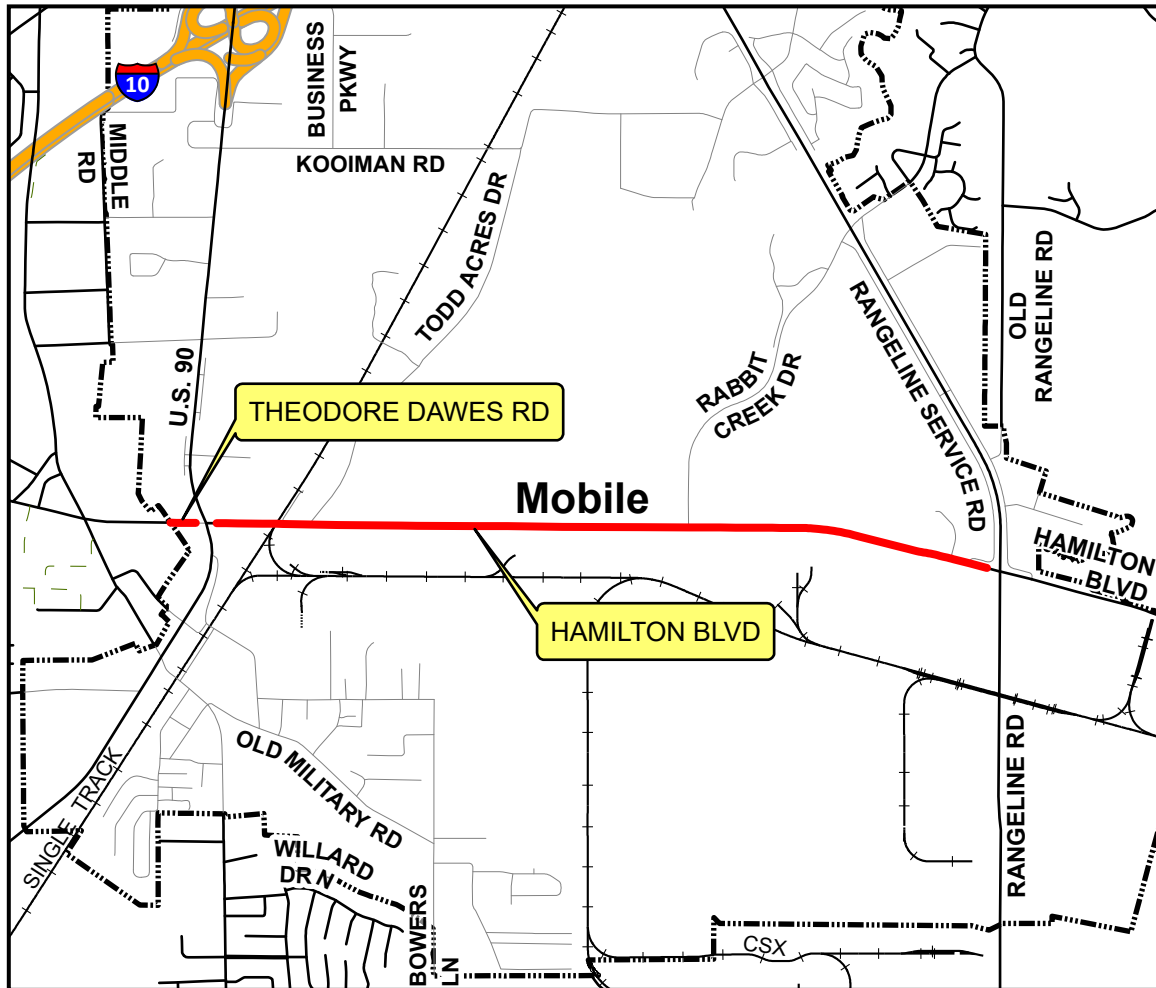 10
BUSINESS
PKWY
MIDDLE
RD
KOOIMAN RD
TODD ACRES DR
OLD
RANGELINE RD
U.S. 90
RANGELINE SERVICE RD
RABBIT
CREEK DR
THEODORE DAWES RD
Mobile
HAMILTON
BLVD
HAMILTON BLVD
OLD MILITARY RD
SINGLE TRACK
RANGELINE RD
WILLARD
DR N
BOWERS
LN
CSX